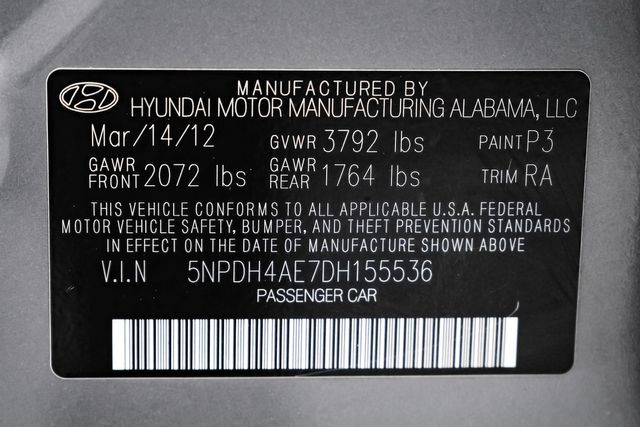 MANUFACTURED BY
HYUNDAI MOTOR MANUFACTURING ALABAMA, LLC
Mar/14/12 GVWR 3792 lbs PAINT P3
GAWR FRONT 2072 lbs GAWR REAR 1764 lbs TRIM RA
THIS VEHICLE CONFORMS TO ALL APPLICABLE U.S.A. FEDERAL
MOTOR VEHICLE SAFETY, BUMPER, AND THEFT PREVENTION STANDARDS
IN EFFECT ON THE DATE OF MANUFACTURE SHOWN ABOVE
V.I.N 5NPDH4AE7DH155536
PASSENGER CAR